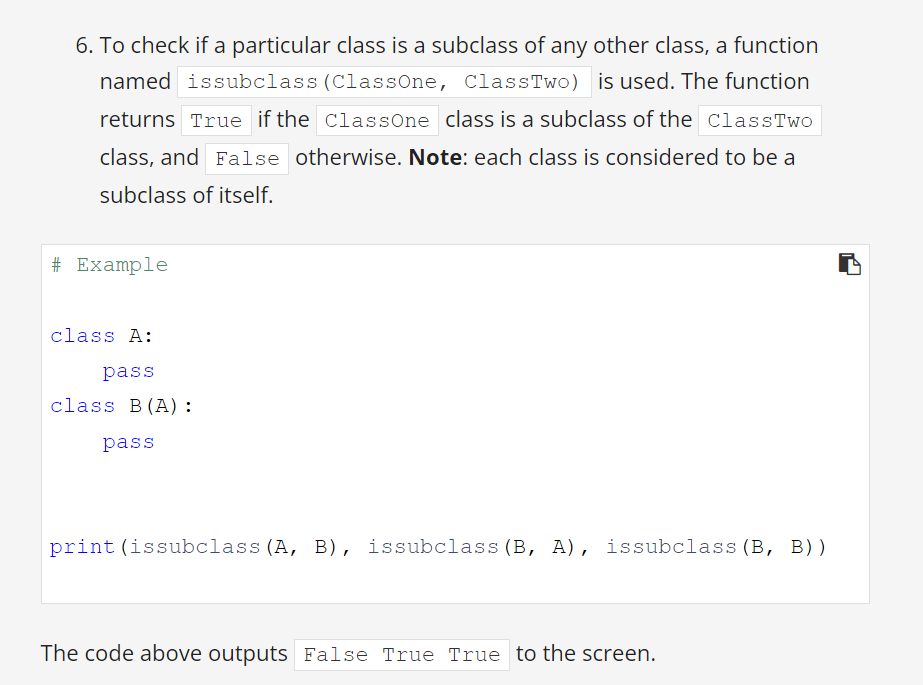 6. To check if a particular class is a subclass of any other class, a function
named issubclass(ClassOne, ClassTwo) is used. The function
returns True if the ClassOne class is a subclass of the ClassTwo
class, and False otherwise. Note: each class is considered to be a
subclass of itself.
# Example
class A:
    pass
class B(A):
    pass
print(issubclass(A, B), issubclass(B, A), issubclass(B, B))
The code above outputs False True True to the screen.